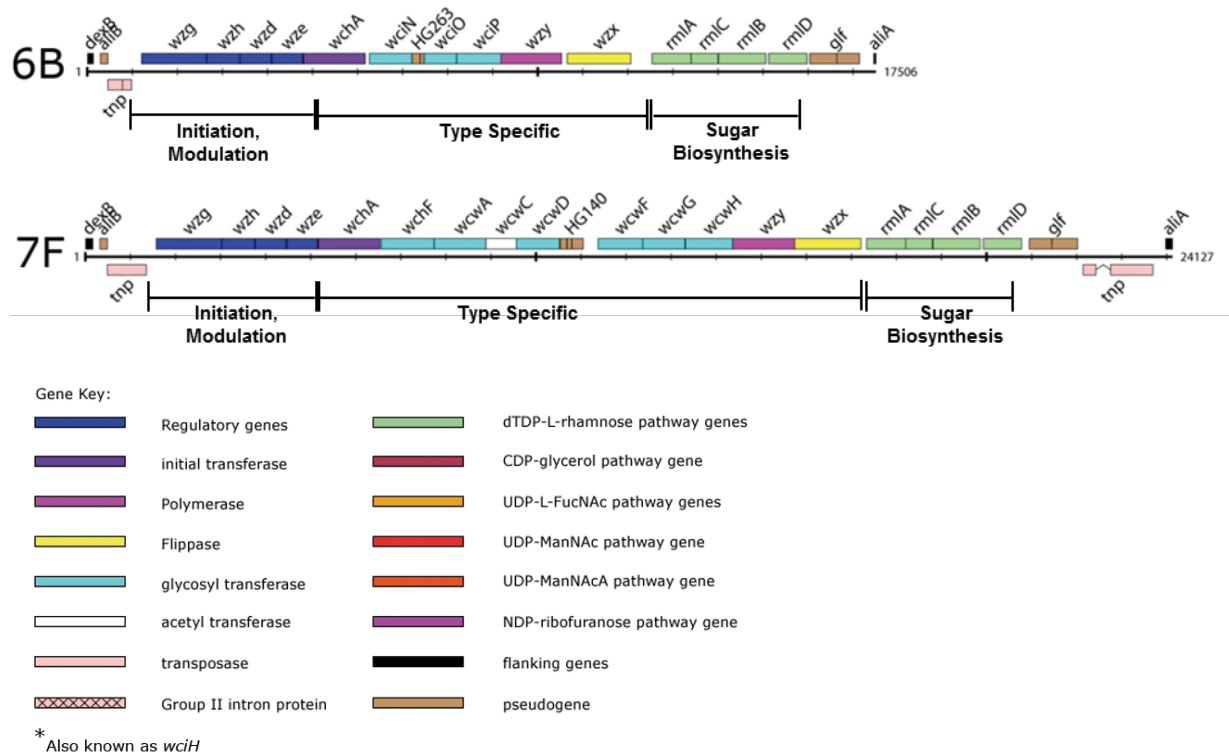 dexB aliB wzg wzh wzd wze wchA wciN HG263 wciO wciP wzy wzx rmlA rmlC rmlB rmlD glf aliA
6B 1 17506
tnp
Initiation, Modulation
Type Specific
Sugar Biosynthesis
dexB aliB wzg wzh wzd wze wchA wchF wcwA wcwC wcwD HG140 wcwF wcwG wcwH wzy wzx rmlA rmlC rmlB rmlD glf aliA
7F 1 24127
tnp tnp
Initiation, Modulation
Type Specific
Sugar Biosynthesis
Gene Key:
Regulatory genes
initial transferase
Polymerase
Flippase
glycosyl transferase
acetyl transferase
transposase
Group II intron protein
dTDP-L-rhamnose pathway genes
CDP-glycerol pathway gene
UDP-L-FucNAc pathway genes
UDP-ManNAc pathway gene
UDP-ManNAcA pathway gene
NDP-ribofuranose pathway gene
flanking genes
pseudogene
* Also known as wciH